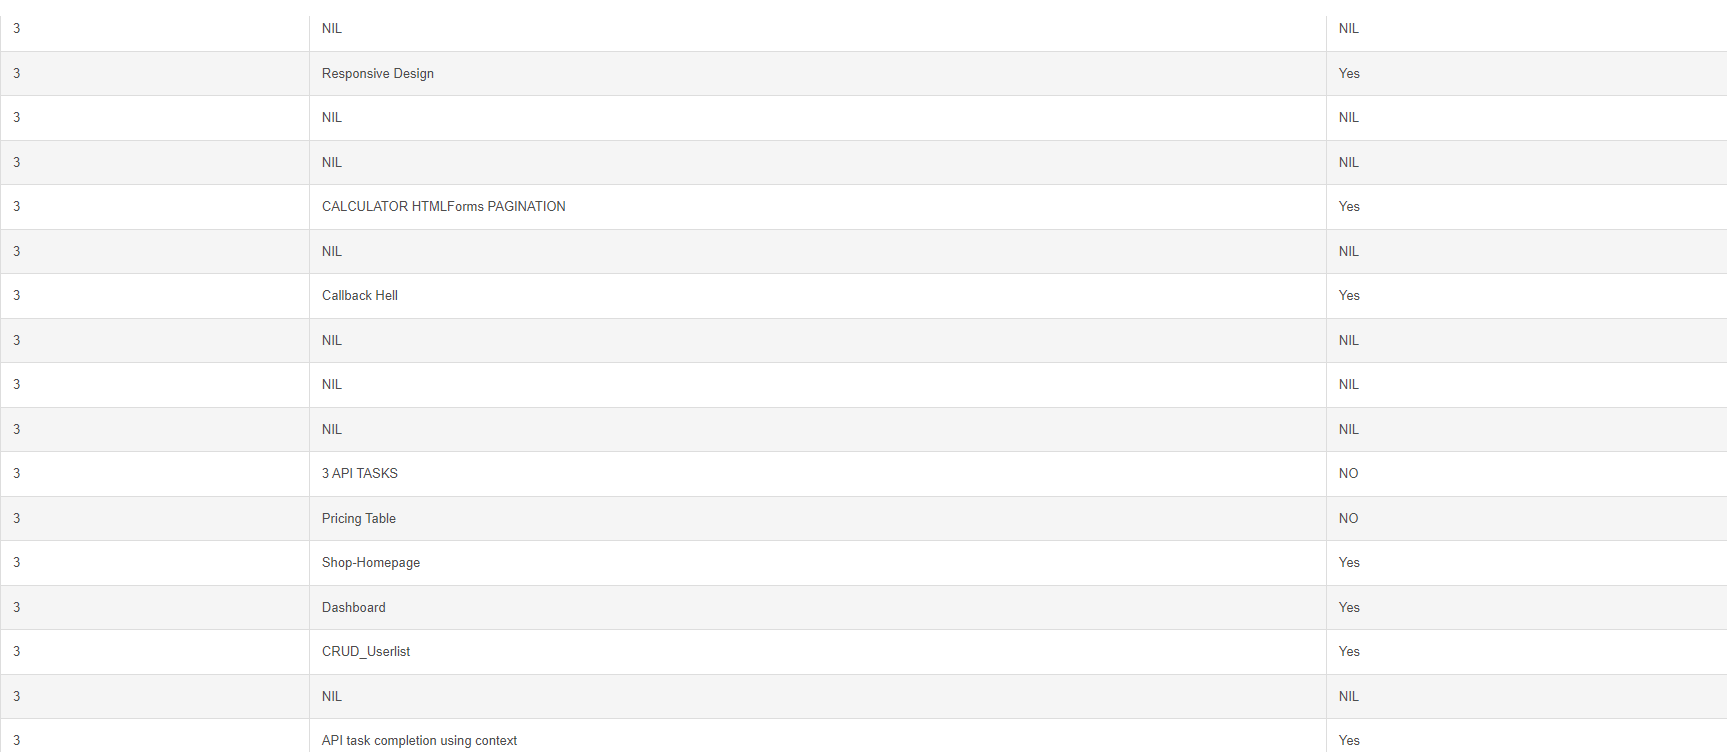 3 NIL NIL
3 Responsive Design Yes
3 NIL NIL
3 NIL NIL
3 CALCULATOR HTMLForms PAGINATION Yes
3 NIL NIL
3 Callback Hell Yes
3 NIL NIL
3 NIL NIL
3 NIL NIL
3 3 API TASKS NO
3 Pricing Table NO
3 Shop-Homepage Yes
3 Dashboard Yes
3 CRUD_Userlist Yes
3 NIL NIL
3 API task completion using context Yes